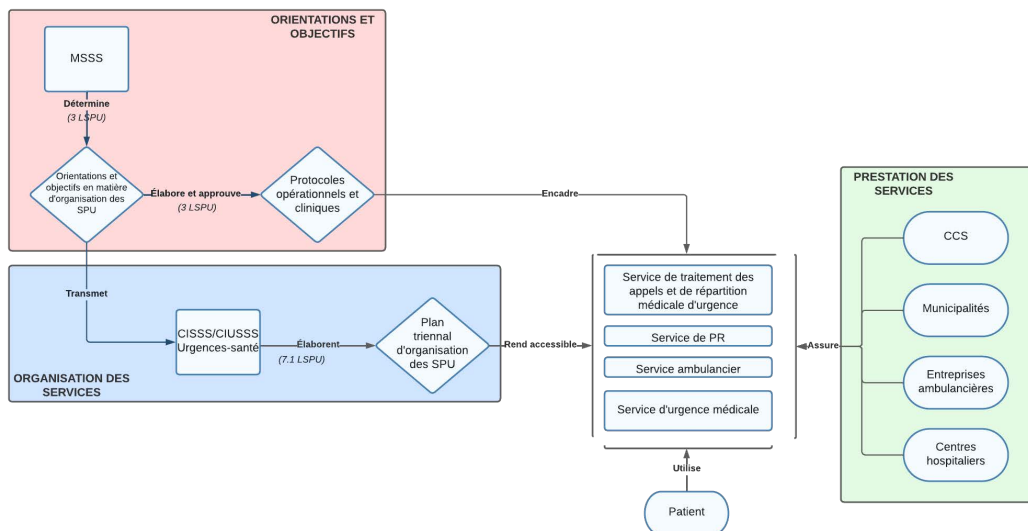 ORIENTATIONS ET
OBJECTIFS
MSSS
Détermine
(3 LSPU)
Orientations et
objectifs en matière
d'organisation des
SPU
Élabore et approuve
(3 LSPU)
Protocoles
opérationnels et
cliniques
Encadre
Transmet
CISSS/CIUSSS
Urgences-santé
Élaborent
(7.1 LSPU)
Plan
triennal
d'organisation
des SPU
Rend accessible
ORGANISATION DES
SERVICES
Service de traitement des
appels et de répartition
médicale d'urgence
Service de PR
Service ambulancier
Service d'urgence médicale
Utilise
Patient
Assure
PRESTATION DES
SERVICES
CCS
Municipalités
Entreprises
ambulancières
Centres
hospitaliers